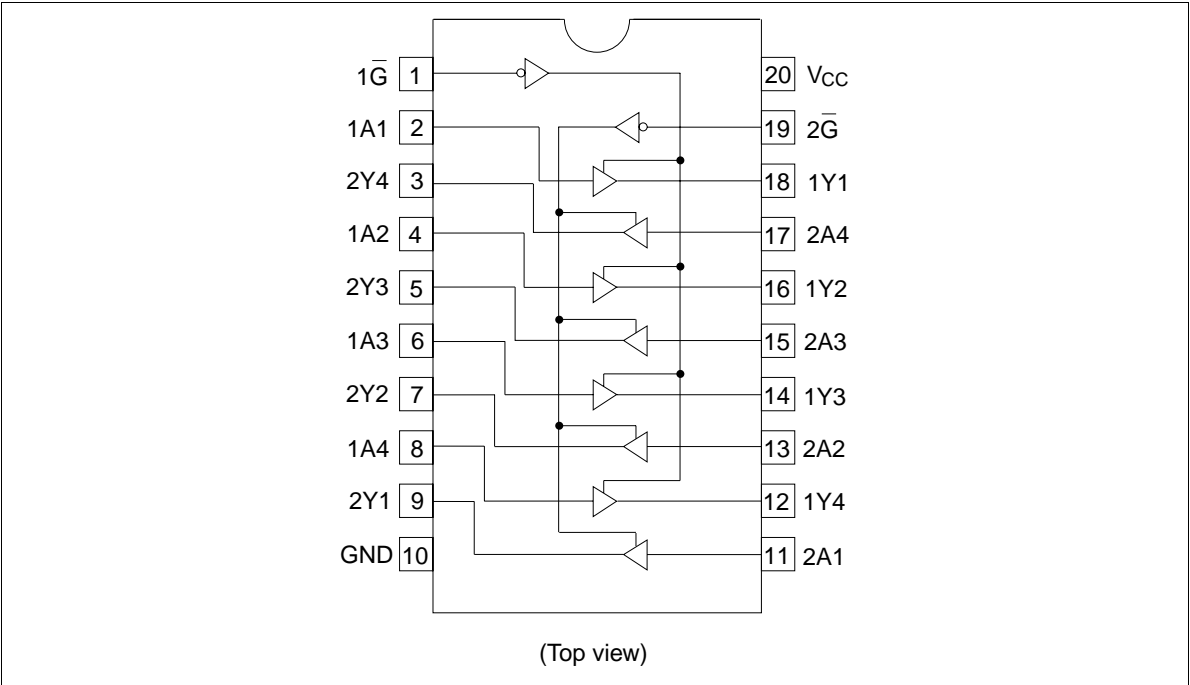 1G̅ 1 20 VCC
1A1 2 19 2G̅
2Y4 3 18 1Y1
1A2 4 17 2A4
2Y3 5 16 1Y2
1A3 6 15 2A3
2Y2 7 14 1Y3
1A4 8 13 2A2
2Y1 9 12 1Y4
GND 10 11 2A1
(Top view)